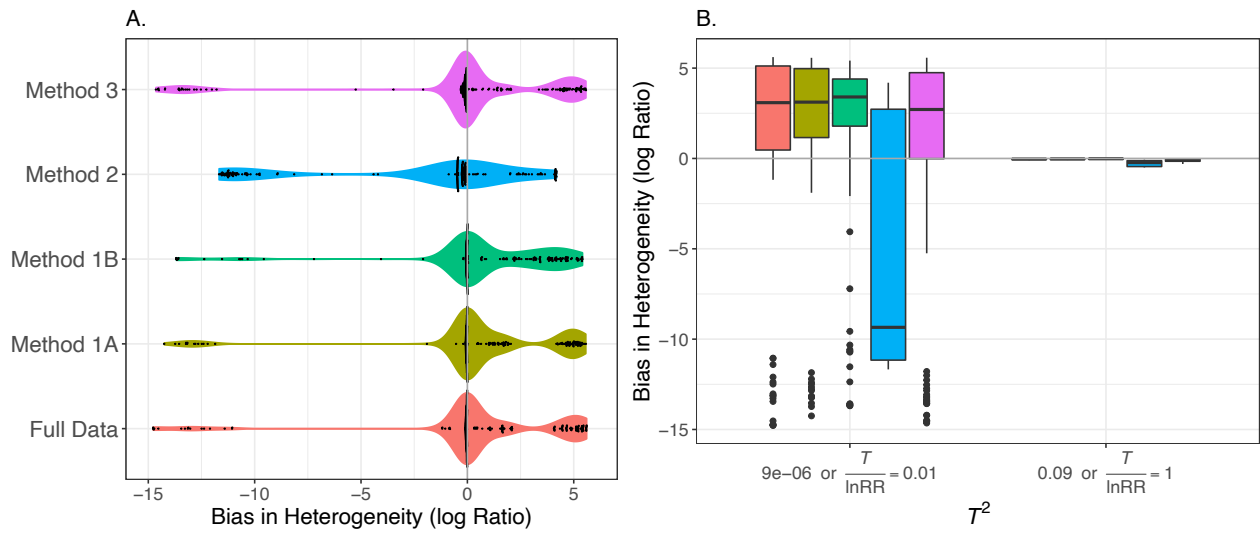 A.
Method 3
Method 2
Method 1B
Method 1A
Full Data
−15 −10 −5 0 5
Bias in Heterogeneity (log Ratio)
B.
Bias in Heterogeneity (log Ratio)
5
0
−5
−10
−15
9e−06 or T/lnRR = 0.01
0.09 or T/lnRR = 1
T²